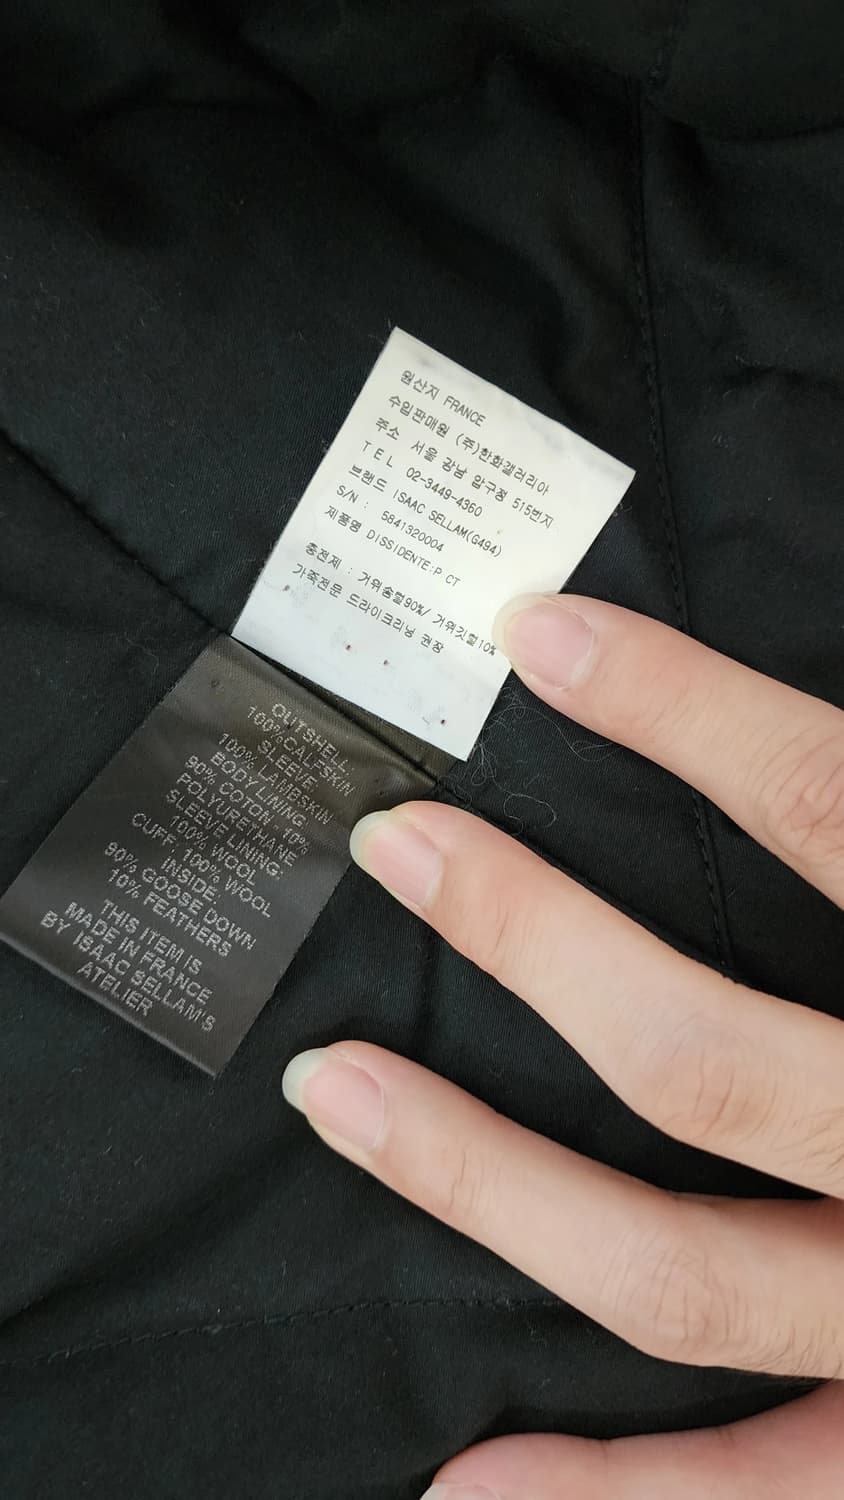 원산지 FRANCE
수입판매원 (주)한화갤러리아
주소 서울 강남 압구정 515번지
TEL 02-3449-4360
브랜드 ISAAC SELLAM(G494)
S/N : 5841320004
제품명 DISSIDENTE:P CT
충전제 : 거위솜털90%/ 거위깃털10%
가죽전문 드라이크리닝 권장
OUTSHELL:
100%CALFSKIN
SLEEVE
100% LAMBSKIN
BODY LINING
90% COTON -10%
POLYURETHANE
SLEEVE LINING:
100% WOOL
CUFF 100% WOOL
INSIDE:
90% GOOSE DOWN
10% FEATHERS
THIS ITEM IS
MADE IN FRANCE
BY ISAAC SELLAM'S
ATELIER